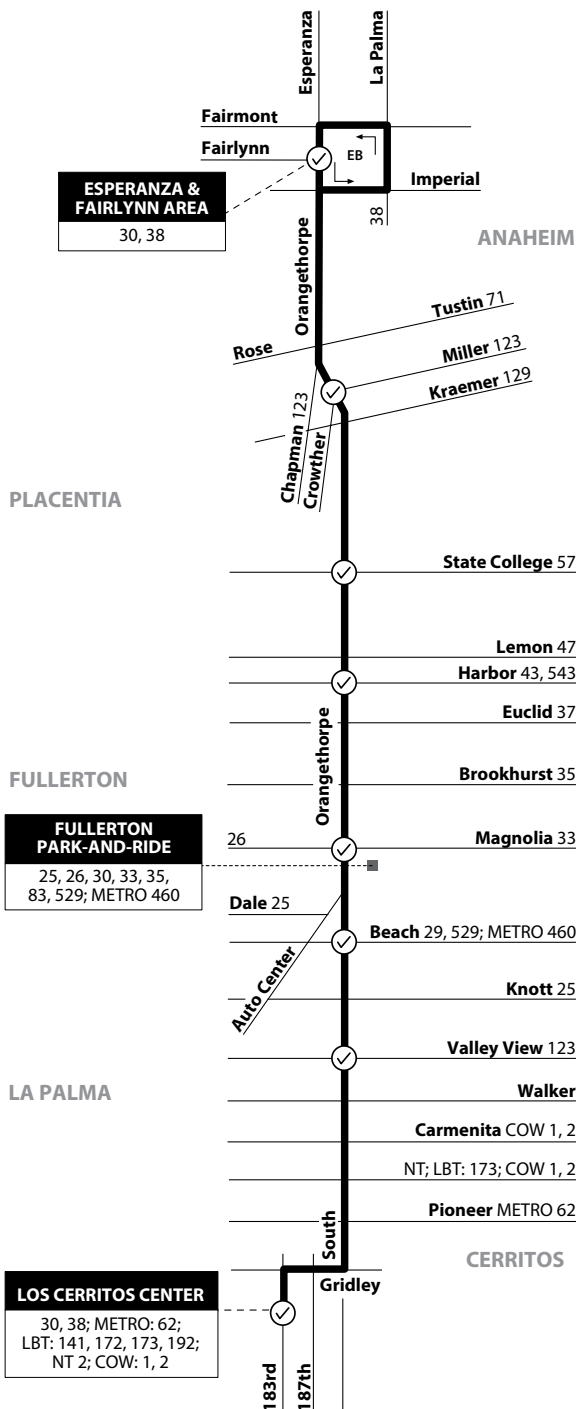 Esperanza
La Palma
Fairmont
Fairlynn
EB
Imperial
ESPERANZA &
FAIRLYNN AREA
30, 38
38
ANAHEIM
Orangethorpe
Tustin 71
Rose
Miller 123
Kraemer 129
Chapman 123
Crowther
PLACENTIA
State College 57
Lemon 47
Harbor 43, 543
Euclid 37
Orangethorpe
FULLERTON
Brookhurst 35
FULLERTON
PARK-AND-RIDE
25, 26, 30, 33, 35,
83, 529; METRO 460
26
Magnolia 33
Dale 25
Beach 29, 529; METRO 460
Auto Center
Knott 25
Valley View 123
LA PALMA
Walker
Carmenita COW 1, 2
NT; LBT: 173; COW 1, 2
Pioneer METRO 62
South
CERRITOS
Gridley
LOS CERRITOS CENTER
30, 38; METRO: 62;
LBT: 141, 172, 173, 192;
NT 2; COW: 1, 2
183rd
187th